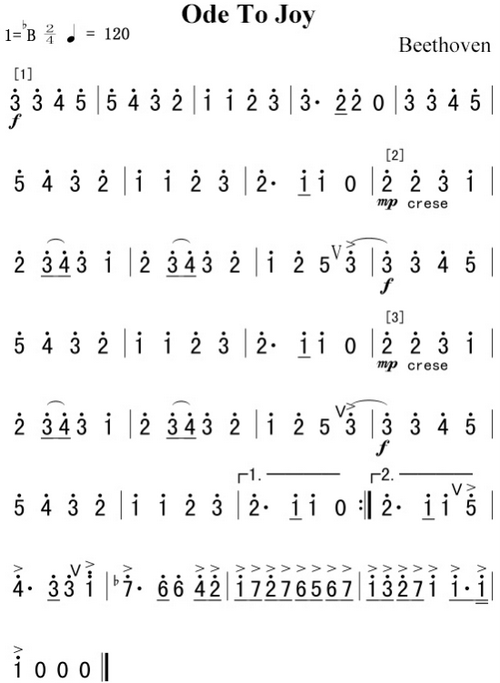 Ode To Joy
1=♭B 2/4 ♩ = 120
Beethoven
[1]
3 3 4 5 | 5 4 3 2 | 1 1 2 3 | 3· 2 2 0 | 3 3 4 5 |
f
[2]
5 4 3 2 | 1 1 2 3 | 2· 1 1 0 | 2 2 3 1 |
mp crese
2 3 4 3 1 | 2 3 4 3 2 | 1 2 5 V 3 | 3 3 4 5 |
f
[3]
5 4 3 2 | 1 1 2 3 | 2· 1 1 0 | 2 2 3 1 |
mp crese
2 3 4 3 1 | 2 3 4 3 2 | 1 2 5 V 3 | 3 3 4 5 |
f
1. 2.
5 4 3 2 | 1 1 2 3 | 2· 1 1 0 :| 2· 1 1 V 5 |
4· 3 3 V 1 | ♭7· 6 6 4 2 | 1 7 2 7 6 5 6 7 | 1 3 2 7 1 1· 1 |
1 0 0 0 ‖